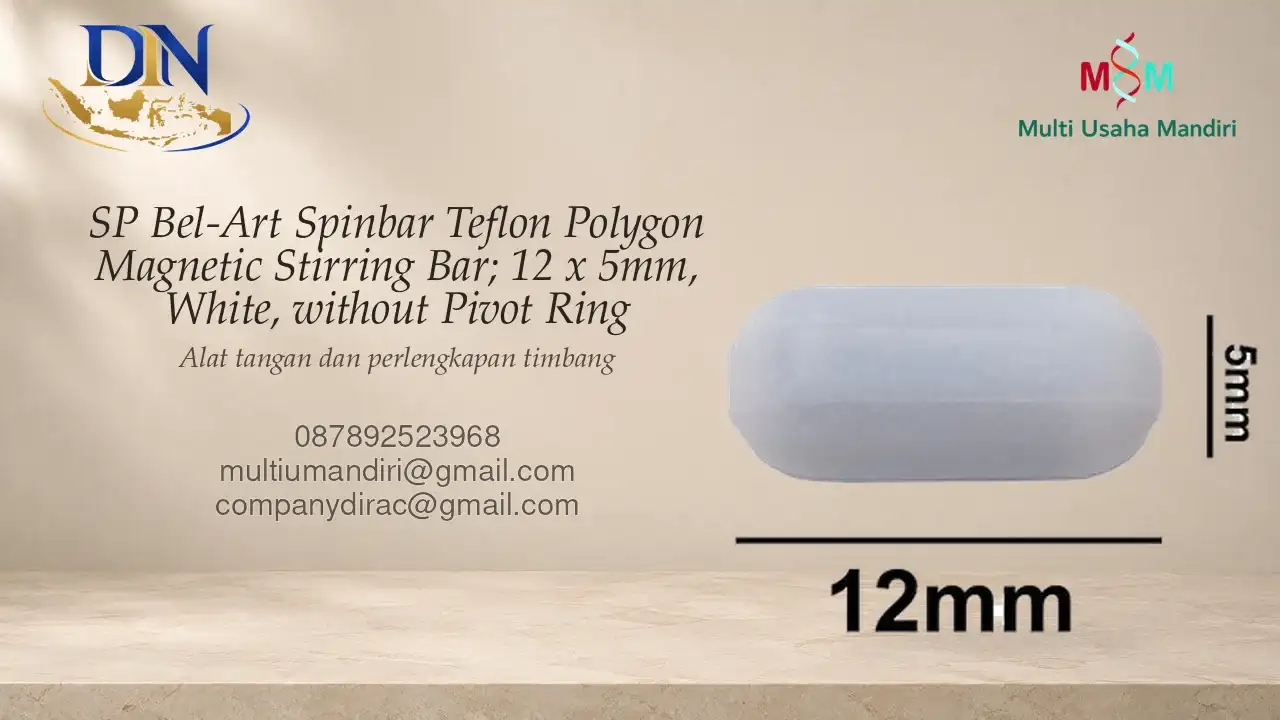 DIN
M M
Multi Usaha Mandiri
SP Bel-Art Spinbar Teflon Polygon
Magnetic Stirring Bar; 12 x 5mm,
White, without Pivot Ring
Alat tangan dan perlengkapan timbang
087892523968
multiumandiri@gmail.com
companydirac@gmail.com
5mm
12mm